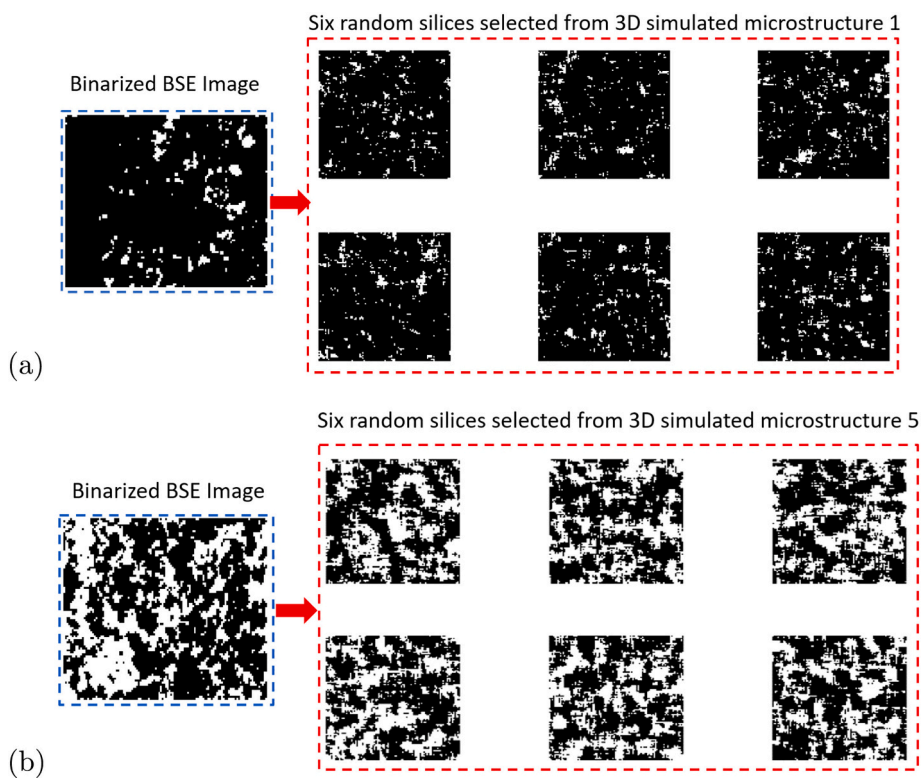 Six random silices selected from 3D simulated microstructure 1
Binarized BSE Image
(a)
Six random silices selected from 3D simulated microstructure 5
Binarized BSE Image
(b)